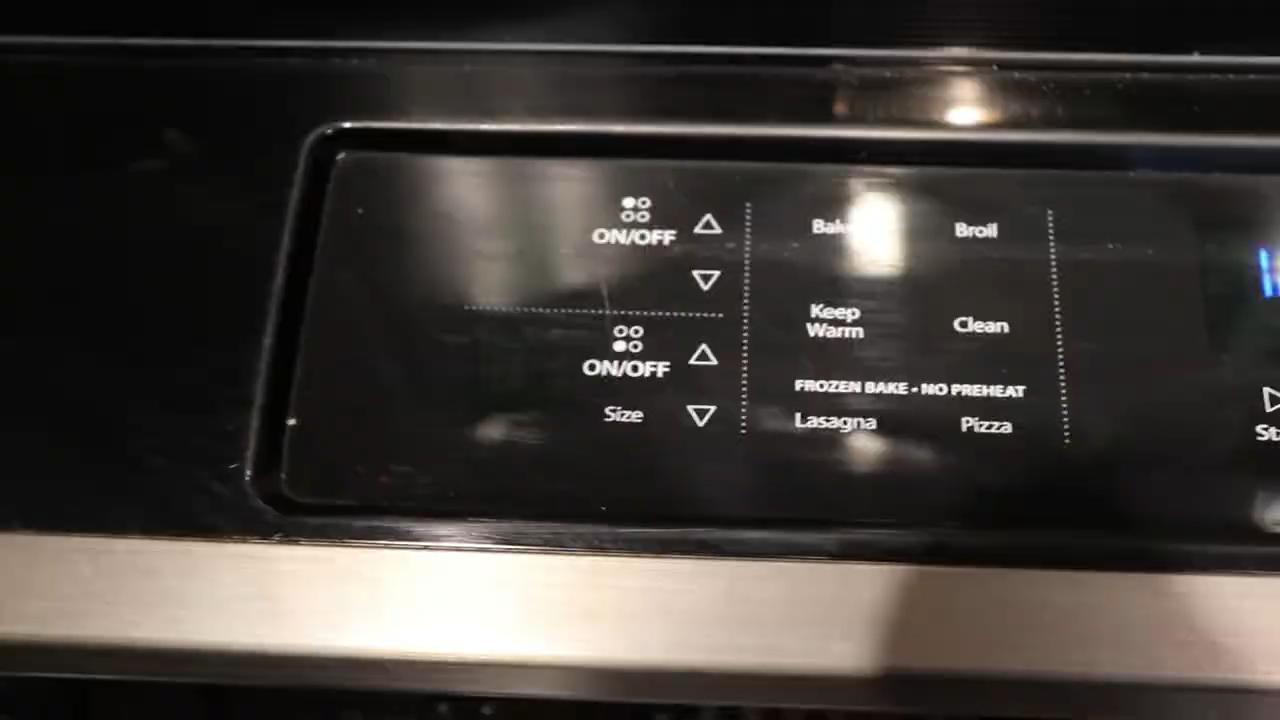 ON/OFF
Broil
Keep
Warm
Clean
ON/OFF
Size
FROZEN BAKE - NO PREHEAT
Lasagna
Pizza